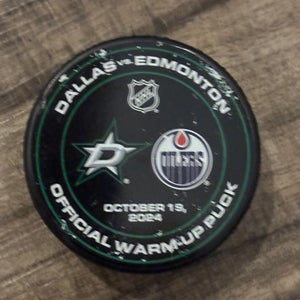 DALLAS vs. EDMONTON
NHL
D
OILERS
OCTOBER 19,
2024
OFFICIAL WARM-UP PUCK